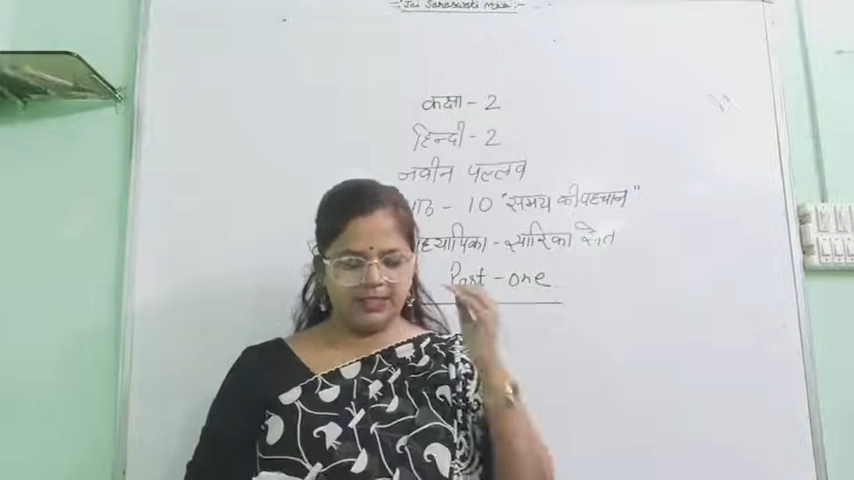 Jai Saraswati Maa
कक्षा - 2
हिन्दी - 2
नवीन पल्लव
पाठ - 10 "समय की पहचान"
Part - one